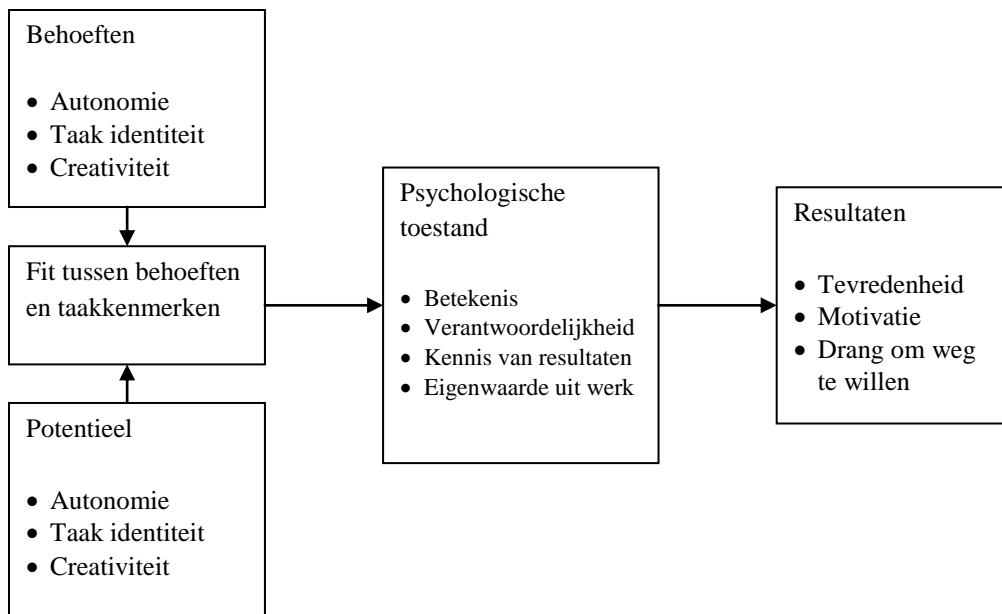 Behoeften
• Autonomie
• Taak identiteit
• Creativiteit
Fit tussen behoeften
en taakkenmerken
Potentieel
• Autonomie
• Taak identiteit
• Creativiteit
Psychologische
toestand
• Betekenis
• Verantwoordelijkheid
• Kennis van resultaten
• Eigenwaarde uit werk
Resultaten
• Tevredenheid
• Motivatie
• Drang om weg
te willen